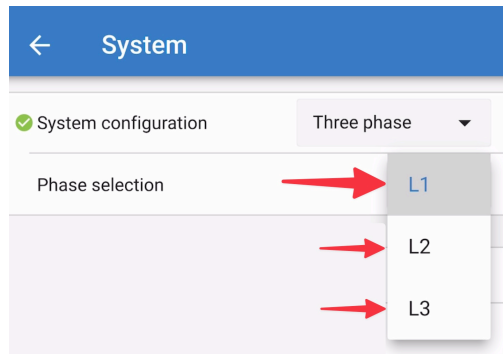 System
System configuration
Three phase
Phase selection
L1
L2
L3